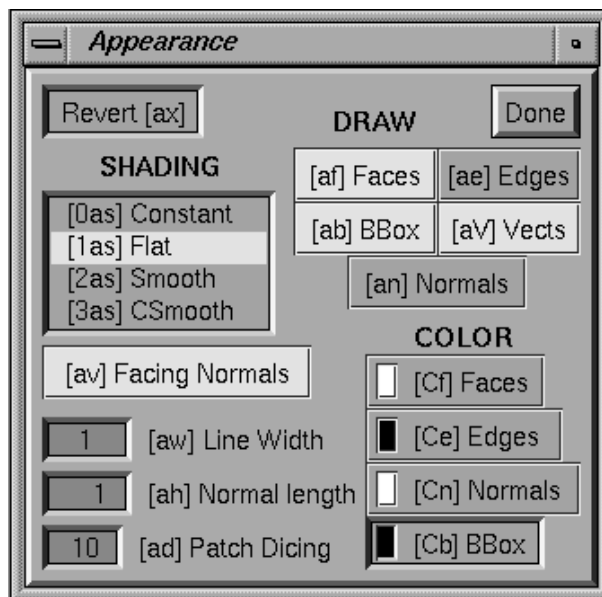 Appearance
Revert [ax]
DRAW
Done
SHADING
[af] Faces
[ae] Edges
[0as] Constant
[1as] Flat
[2as] Smooth
[3as] CSmooth
[ab] BBox
[aV] Vects
[an] Normals
COLOR
[av] Facing Normals
[Cf] Faces
1 [aw] Line Width
[Ce] Edges
1 [ah] Normal length
[Cn] Normals
10 [ad] Patch Dicing
[Cb] BBox